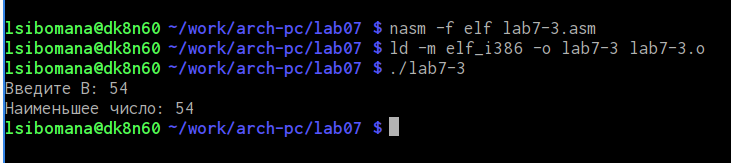 lsibomana@dk8n60 ~/work/arch-pc/lab07 $ nasm -f elf lab7-3.asm
lsibomana@dk8n60 ~/work/arch-pc/lab07 $ ld -m elf_i386 -o lab7-3 lab7-3.o
lsibomana@dk8n60 ~/work/arch-pc/lab07 $ ./lab7-3
Введите В: 54
Наименьшее число: 54
lsibomana@dk8n60 ~/work/arch-pc/lab07 $